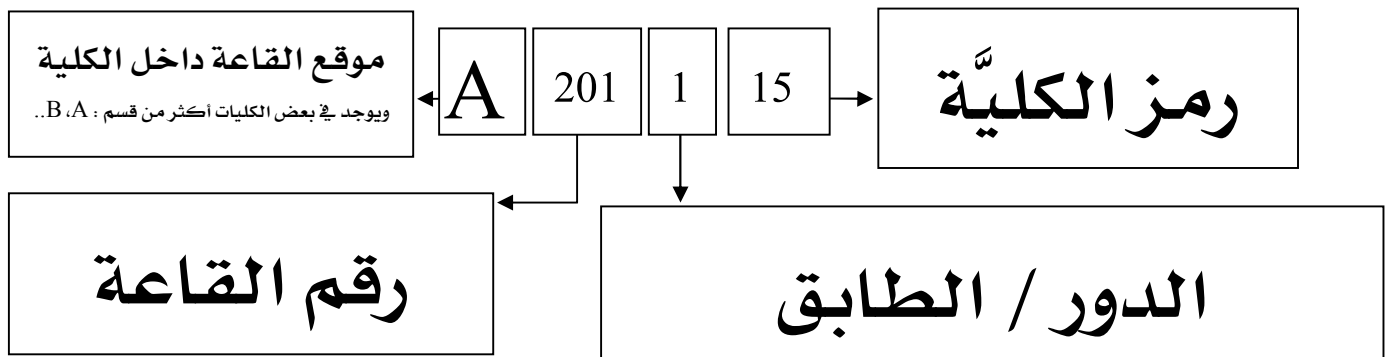 موقع القاعة داخل الكلية
ويوجد في بعض الكليات أكثر من قسم : B ،A..
A 201 1 15
رمز الكليَّة
رقم القاعة
الدور / الطابق